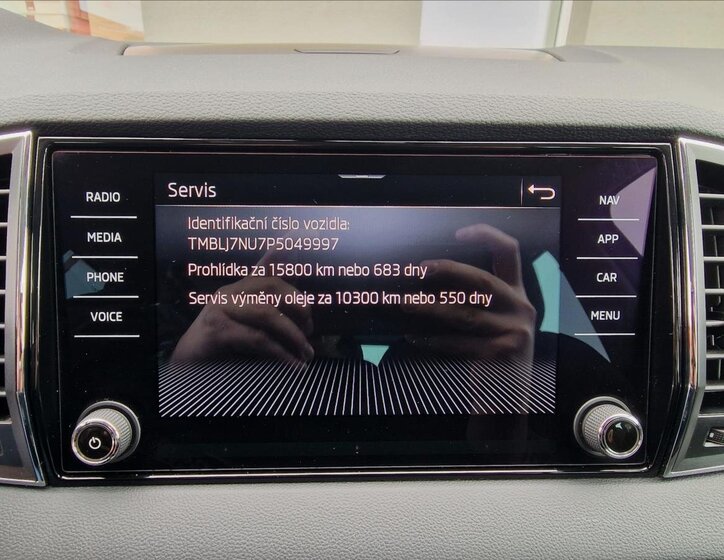 Servis
RADIO
MEDIA
PHONE
VOICE
Identifikační číslo vozidla:
TMBLJ7NU7P5049997
Prohlídka za 15800 km nebo 683 dny
Servis výměny oleje za 10300 km nebo 550 dny
NAV
APP
CAR
MENU